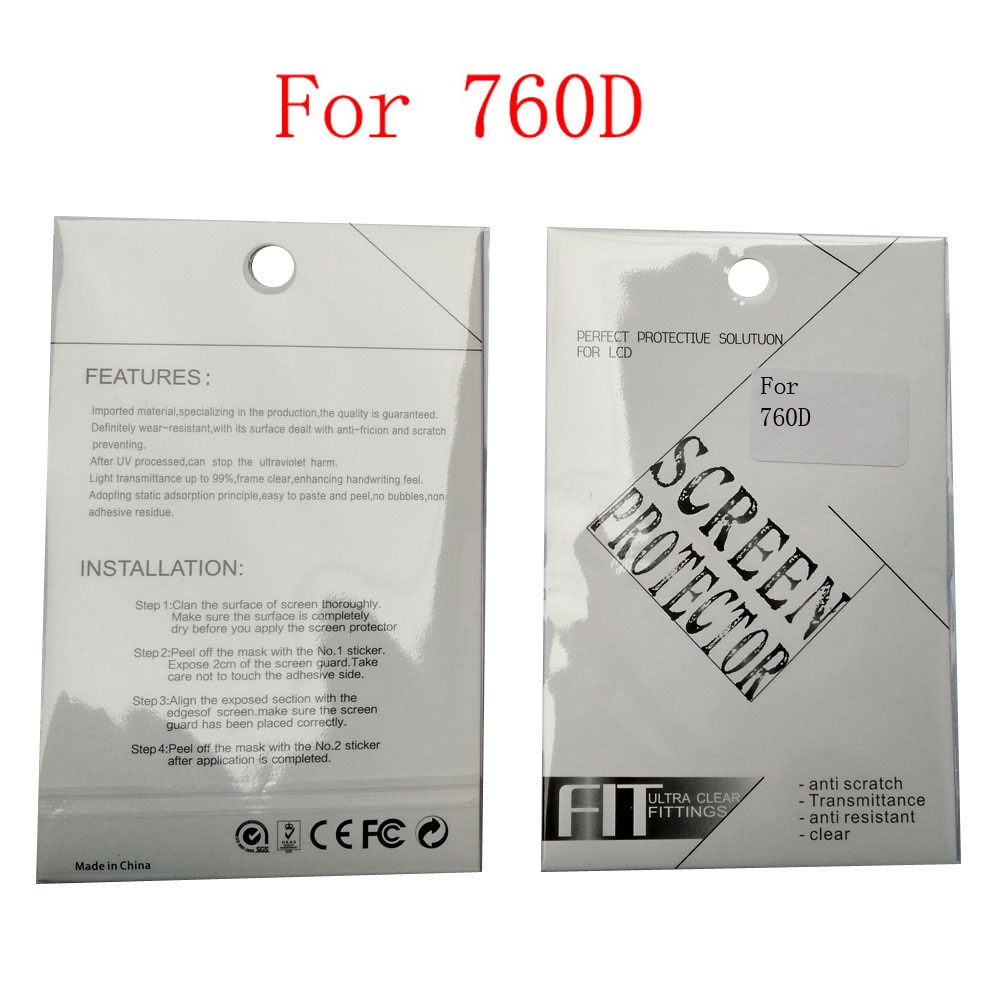 For 760D
FEATURES:
Imported material,specializing in the production,the quality is guaranteed.
Definitely wear-resistant,with its surface dealt with anti-fricion and scratch
preventing.
After UV processed,can stop the ultraviolet harm.
Light transmittance up to 99%,frame clear,enhancing handwriting feel.
Adopting static adsorption principle,easy to paste and peel,no bubbles,non
adhesive residue.
INSTALLATION:
Step 1:Clan the surface of screen thoroughly.
Make sure the surface is completely
dry before you apply the screen protector
Step 2:Peel off the mask with the No.1 sticker.
Expose 2cm of the screen guard.Take
care not to touch the adhesive side.
Step 3:Align the exposed section with the
edgesof screen.make sure the screen
guard has been placed correctly.
Step 4:Peel off the mask with the No.2 sticker
after application is completed.
SGS
CE FC
Made in China
PERFECT PROTECTIVE SOLUTUON
FOR LCD
For
760D
SCREEN
PROTECTOR
FIT ULTRA CLEAR
FITTINGS
- anti scratch
- Transmittance
- anti resistant
- clear